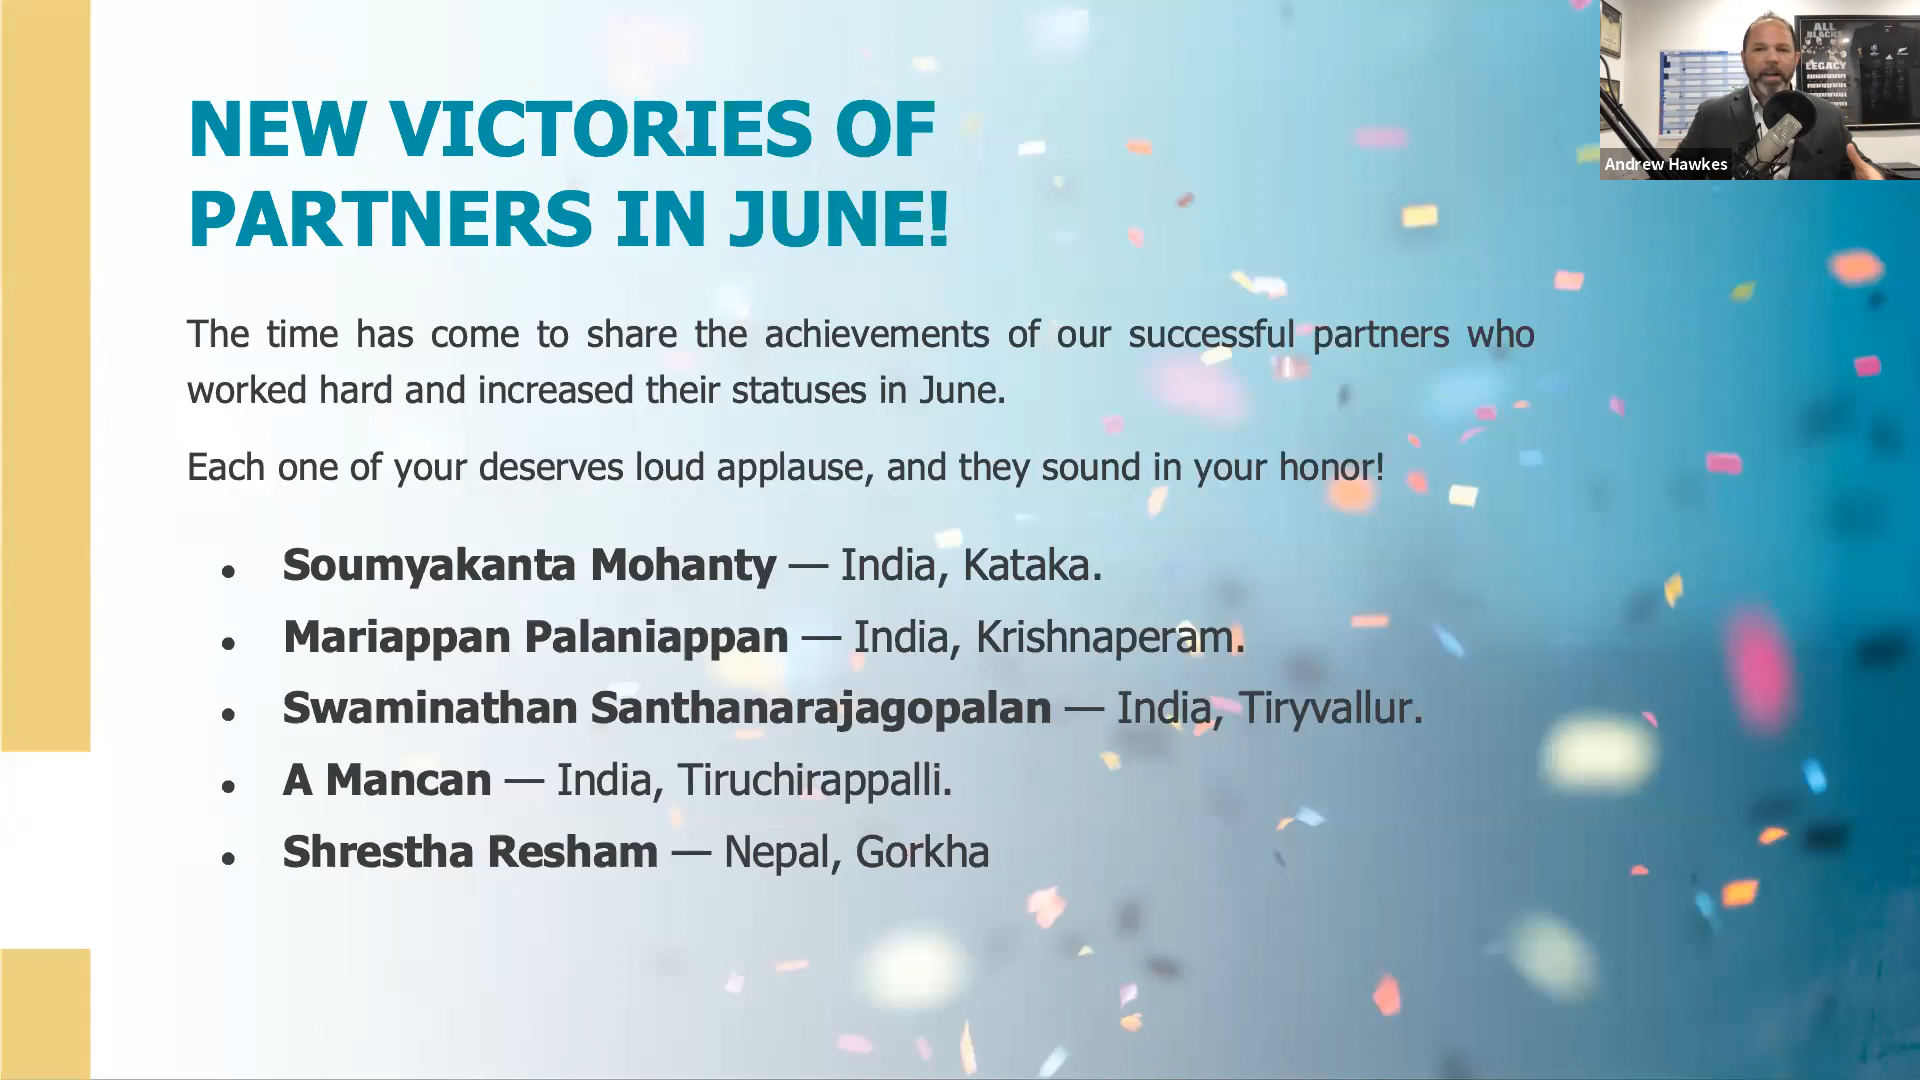 NEW VICTORIES OF
PARTNERS IN JUNE!
The time has come to share the achievements of our successful partners who
worked hard and increased their statuses in June.
Each one of your deserves loud applause, and they sound in your honor!
• Soumyakanta Mohanty — India, Kataka.
• Mariappan Palaniappan — India, Krishnaperam.
• Swaminathan Santhanarajagopalan — India, Tiryvallur.
• A Mancan — India, Tiruchirappalli.
• Shrestha Resham — Nepal, Gorkha
ALL
BLACKS
LEGACY
Andrew Hawkes